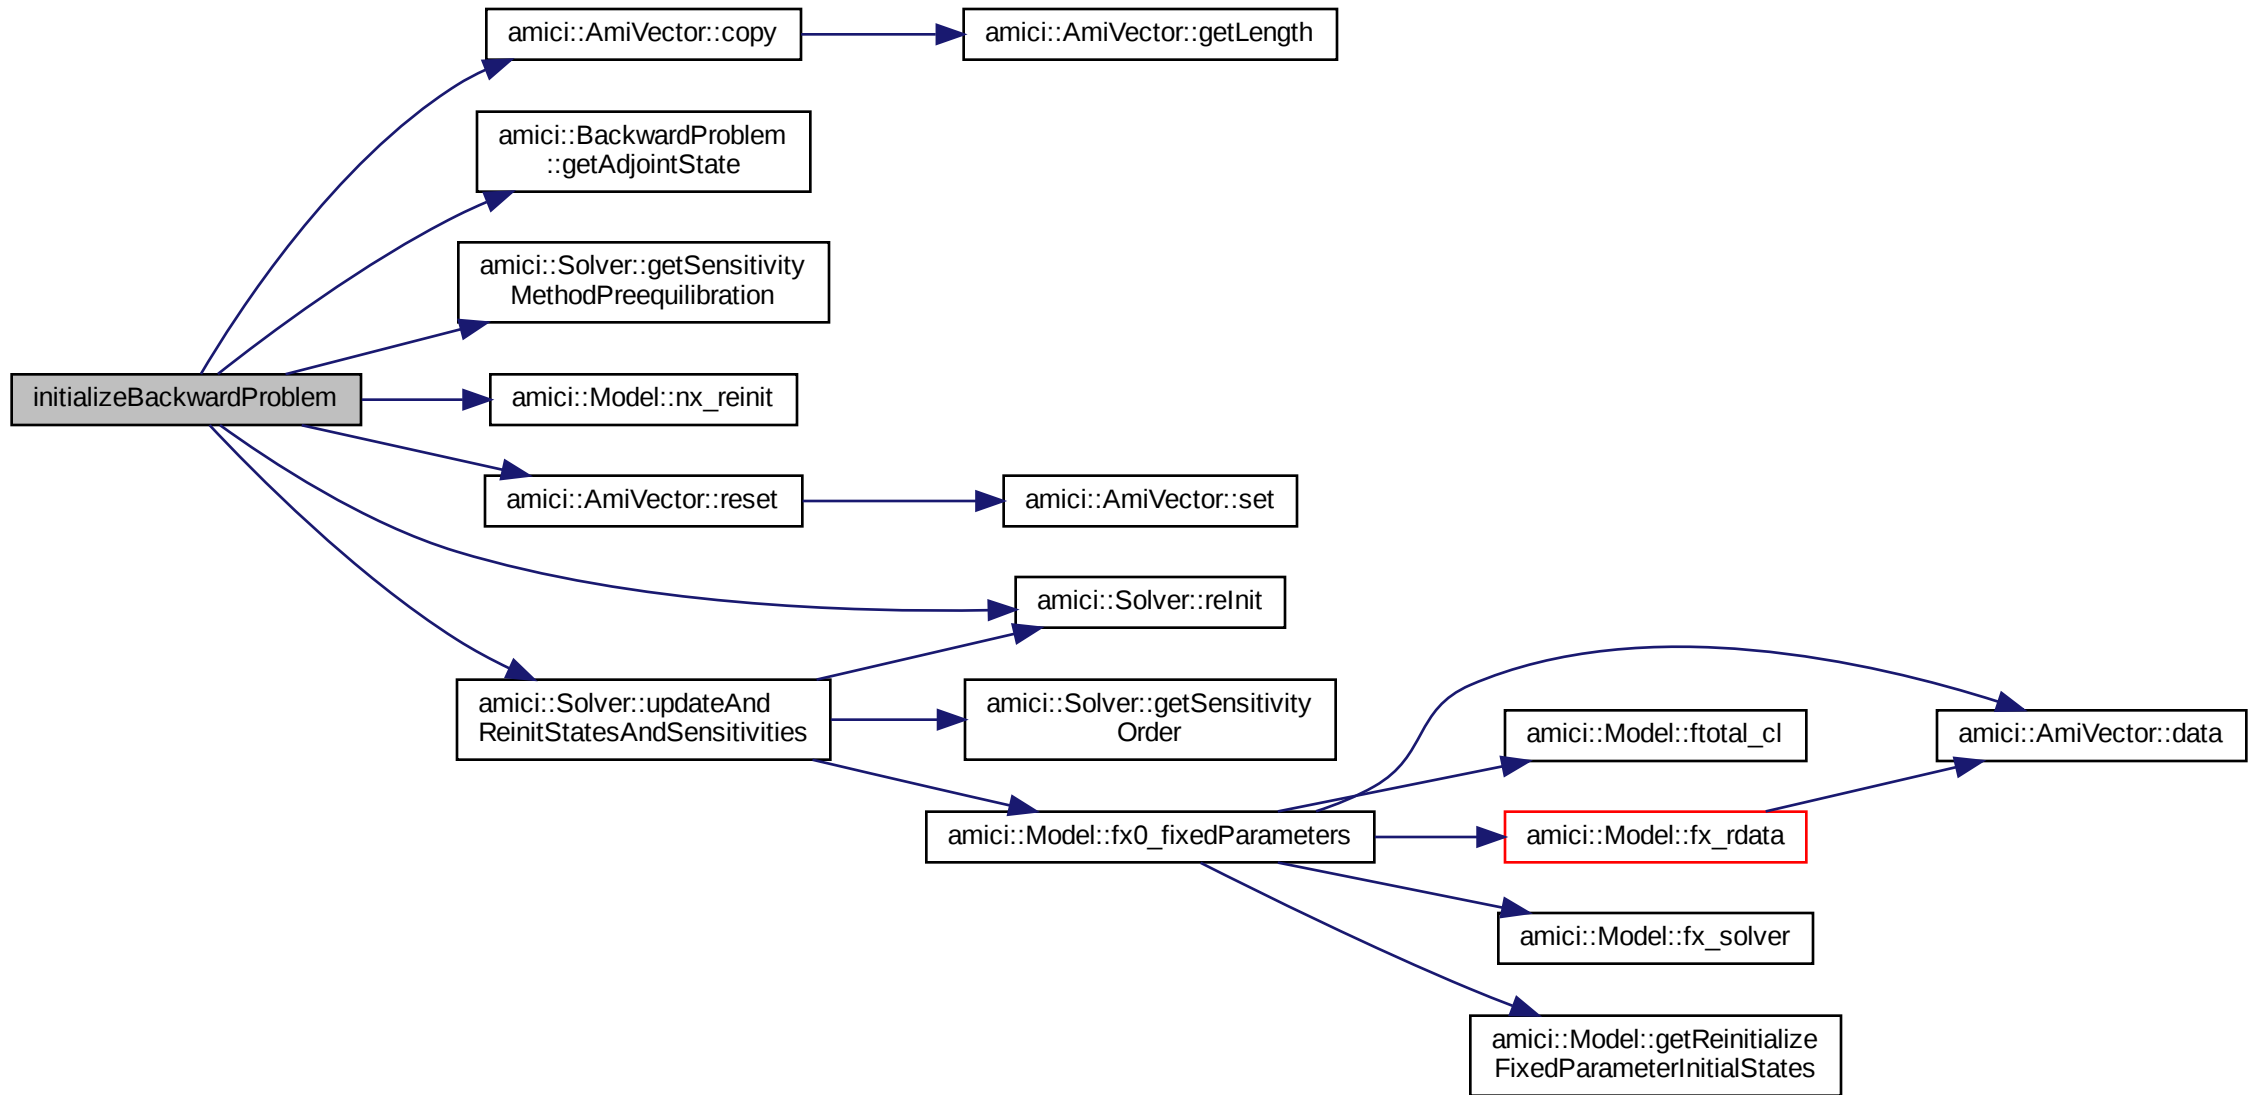 amici::AmiVector::copy
amici::AmiVector::getLength
amici::BackwardProblem
::getAdjointState
amici::Solver::getSensitivity
MethodPreequilibration
initializeBackwardProblem
amici::Model::nx_reinit
amici::AmiVector::reset
amici::AmiVector::set
amici::Solver::reInit
amici::Solver::updateAnd
ReinitStatesAndSensitivities
amici::Solver::getSensitivity
Order
amici::Model::ftotal_cl
amici::AmiVector::data
amici::Model::fx0_fixedParameters
amici::Model::fx_rdata
amici::Model::fx_solver
amici::Model::getReinitialize
FixedParameterInitialStates